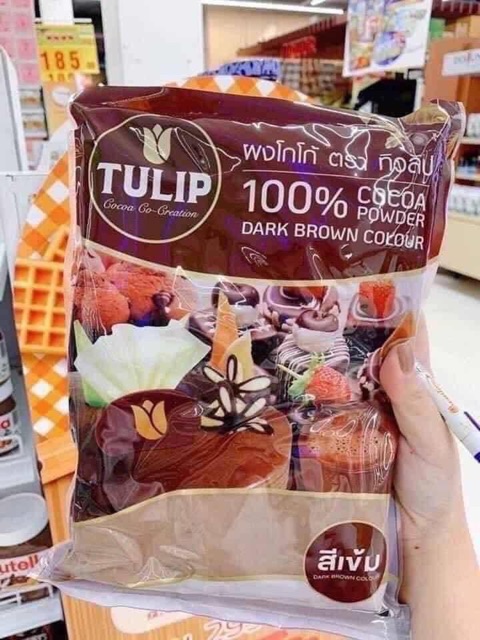 185
TULIP
Cocoa Co-Creation
ผงโกโก้ ตรา ทิวลิป
100% COCOA POWDER
DARK BROWN COLOUR
สีเข้ม
DARK BROWN COLOUR